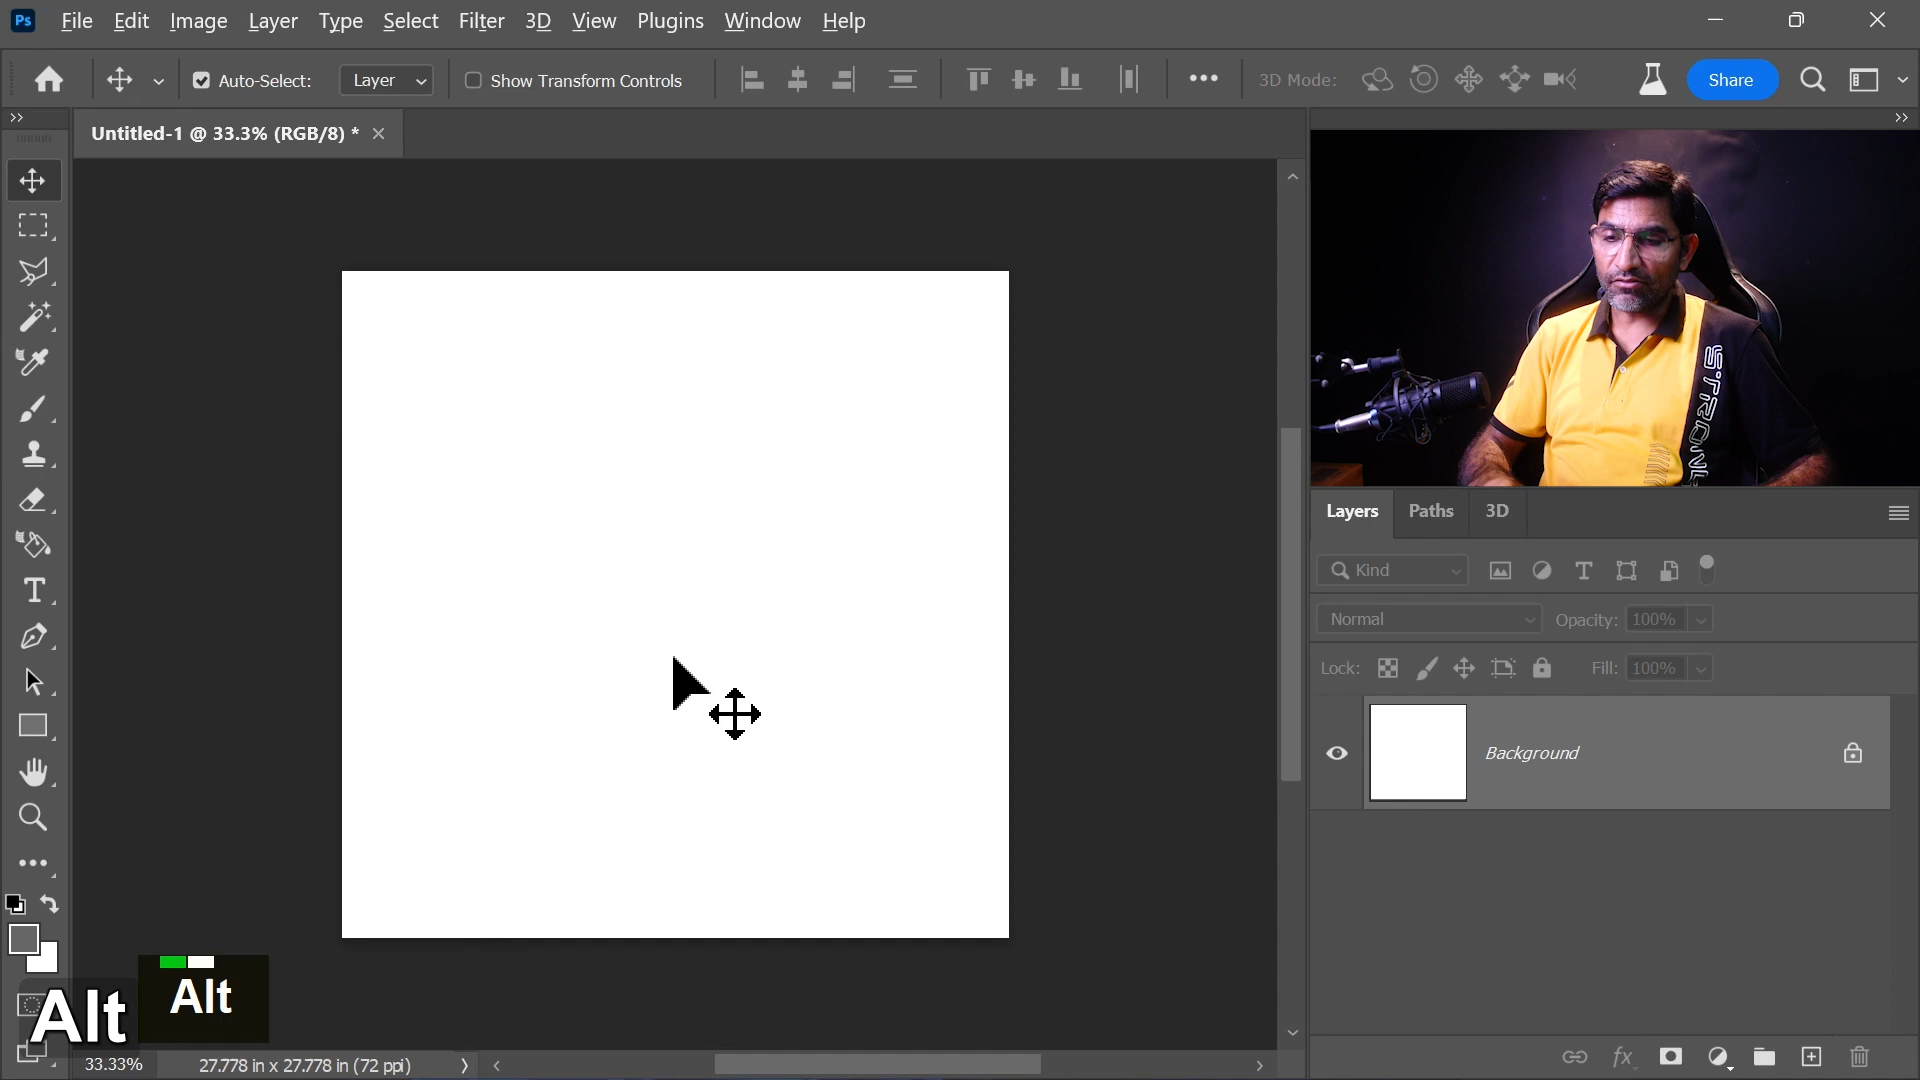 Ps File Edit Image Layer Type Select Filter 3D View Plugins Window Help
Auto-Select: Layer Show Transform Controls 3D Mode: Share
Untitled-1 @ 33.3% (RGB/8) *
Layers Paths 3D
Kind
Normal Opacity: 100%
Lock: Fill: 100%
Background
Alt
Alt
33.33% 27.778 in x 27.778 in (72 ppi)